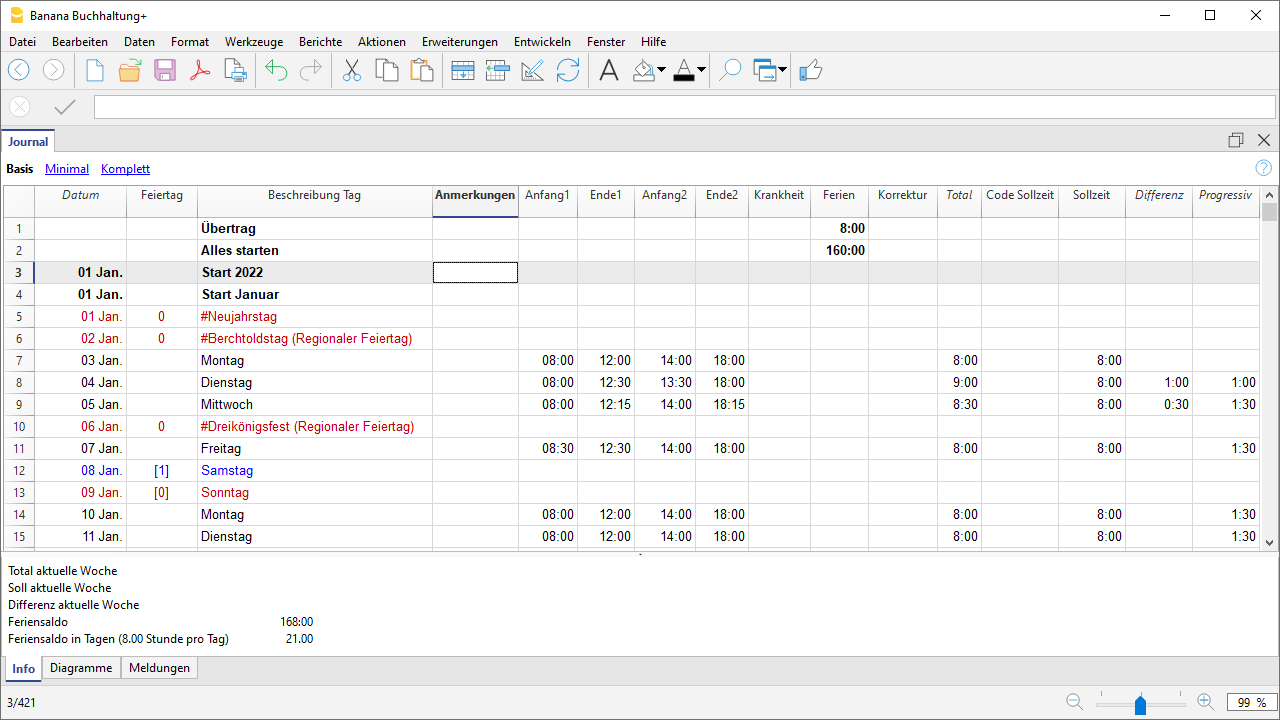 Banana Buchhaltung+
Datei Bearbeiten Daten Format Werkzeuge Berichte Aktionen Erweiterungen Entwickeln Fenster Hilfe
Journal
Basis Minimal Komplett
Datum Feiertag Beschreibung Tag Anmerkungen Anfang1 Ende1 Anfang2 Ende2 Krankheit Ferien Korrektur Total Code Sollzeit Sollzeit Differenz Progressiv
1 Übertrag 8:00
2 Alles starten 160:00
3 01 Jan. Start 2022
4 01 Jan. Start Januar
5 01 Jan. 0 #Neujahrstag
6 02 Jan. 0 #Berchtoldstag (Regionaler Feiertag)
7 03 Jan. Montag 08:00 12:00 14:00 18:00 8:00 8:00
8 04 Jan. Dienstag 08:00 12:30 13:30 18:00 9:00 8:00 1:00 1:00
9 05 Jan. Mittwoch 08:00 12:15 14:00 18:15 8:30 8:00 0:30 1:30
10 06 Jan. 0 #Dreikönigsfest (Regionaler Feiertag)
11 07 Jan. Freitag 08:30 12:30 14:00 18:00 8:00 8:00 1:30
12 08 Jan. [1] Samstag
13 09 Jan. [0] Sonntag
14 10 Jan. Montag 08:00 12:00 14:00 18:00 8:00 8:00 1:30
15 11 Jan. Dienstag 08:00 12:00 14:00 18:00 8:00 8:00 1:30
Total aktuelle Woche
Soll aktuelle Woche
Differenz aktuelle Woche
Feriensaldo 168:00
Feriensaldo in Tagen (8.00 Stunde pro Tag) 21.00
Info Diagramme Meldungen
3/421 99 %